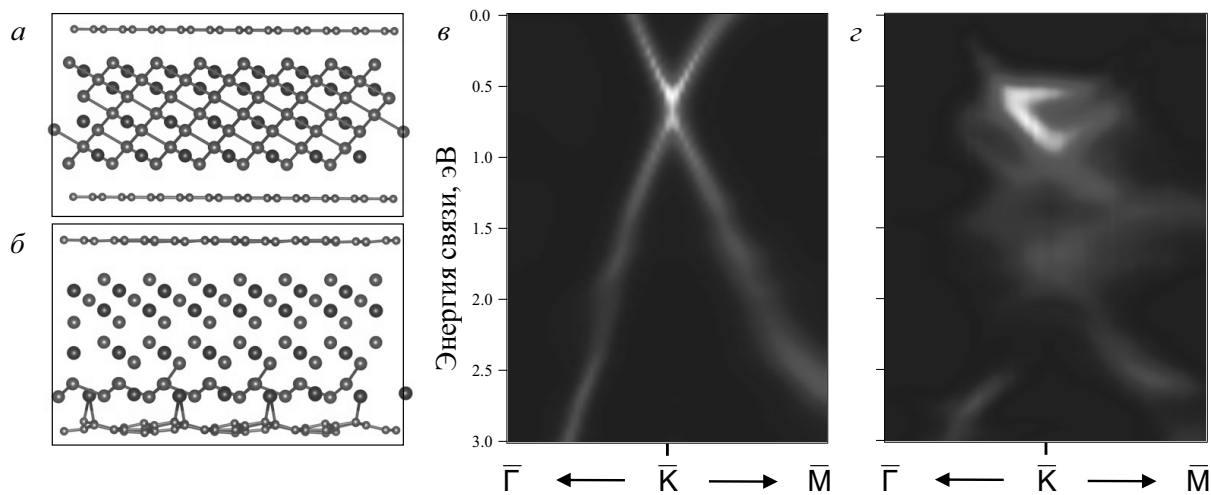 а
б
в
г
Энергия связи, эВ
0.0
0.5
1.0
1.5
2.0
2.5
3.0
Γ̅ K̅ M̅
Γ̅ K̅ M̅